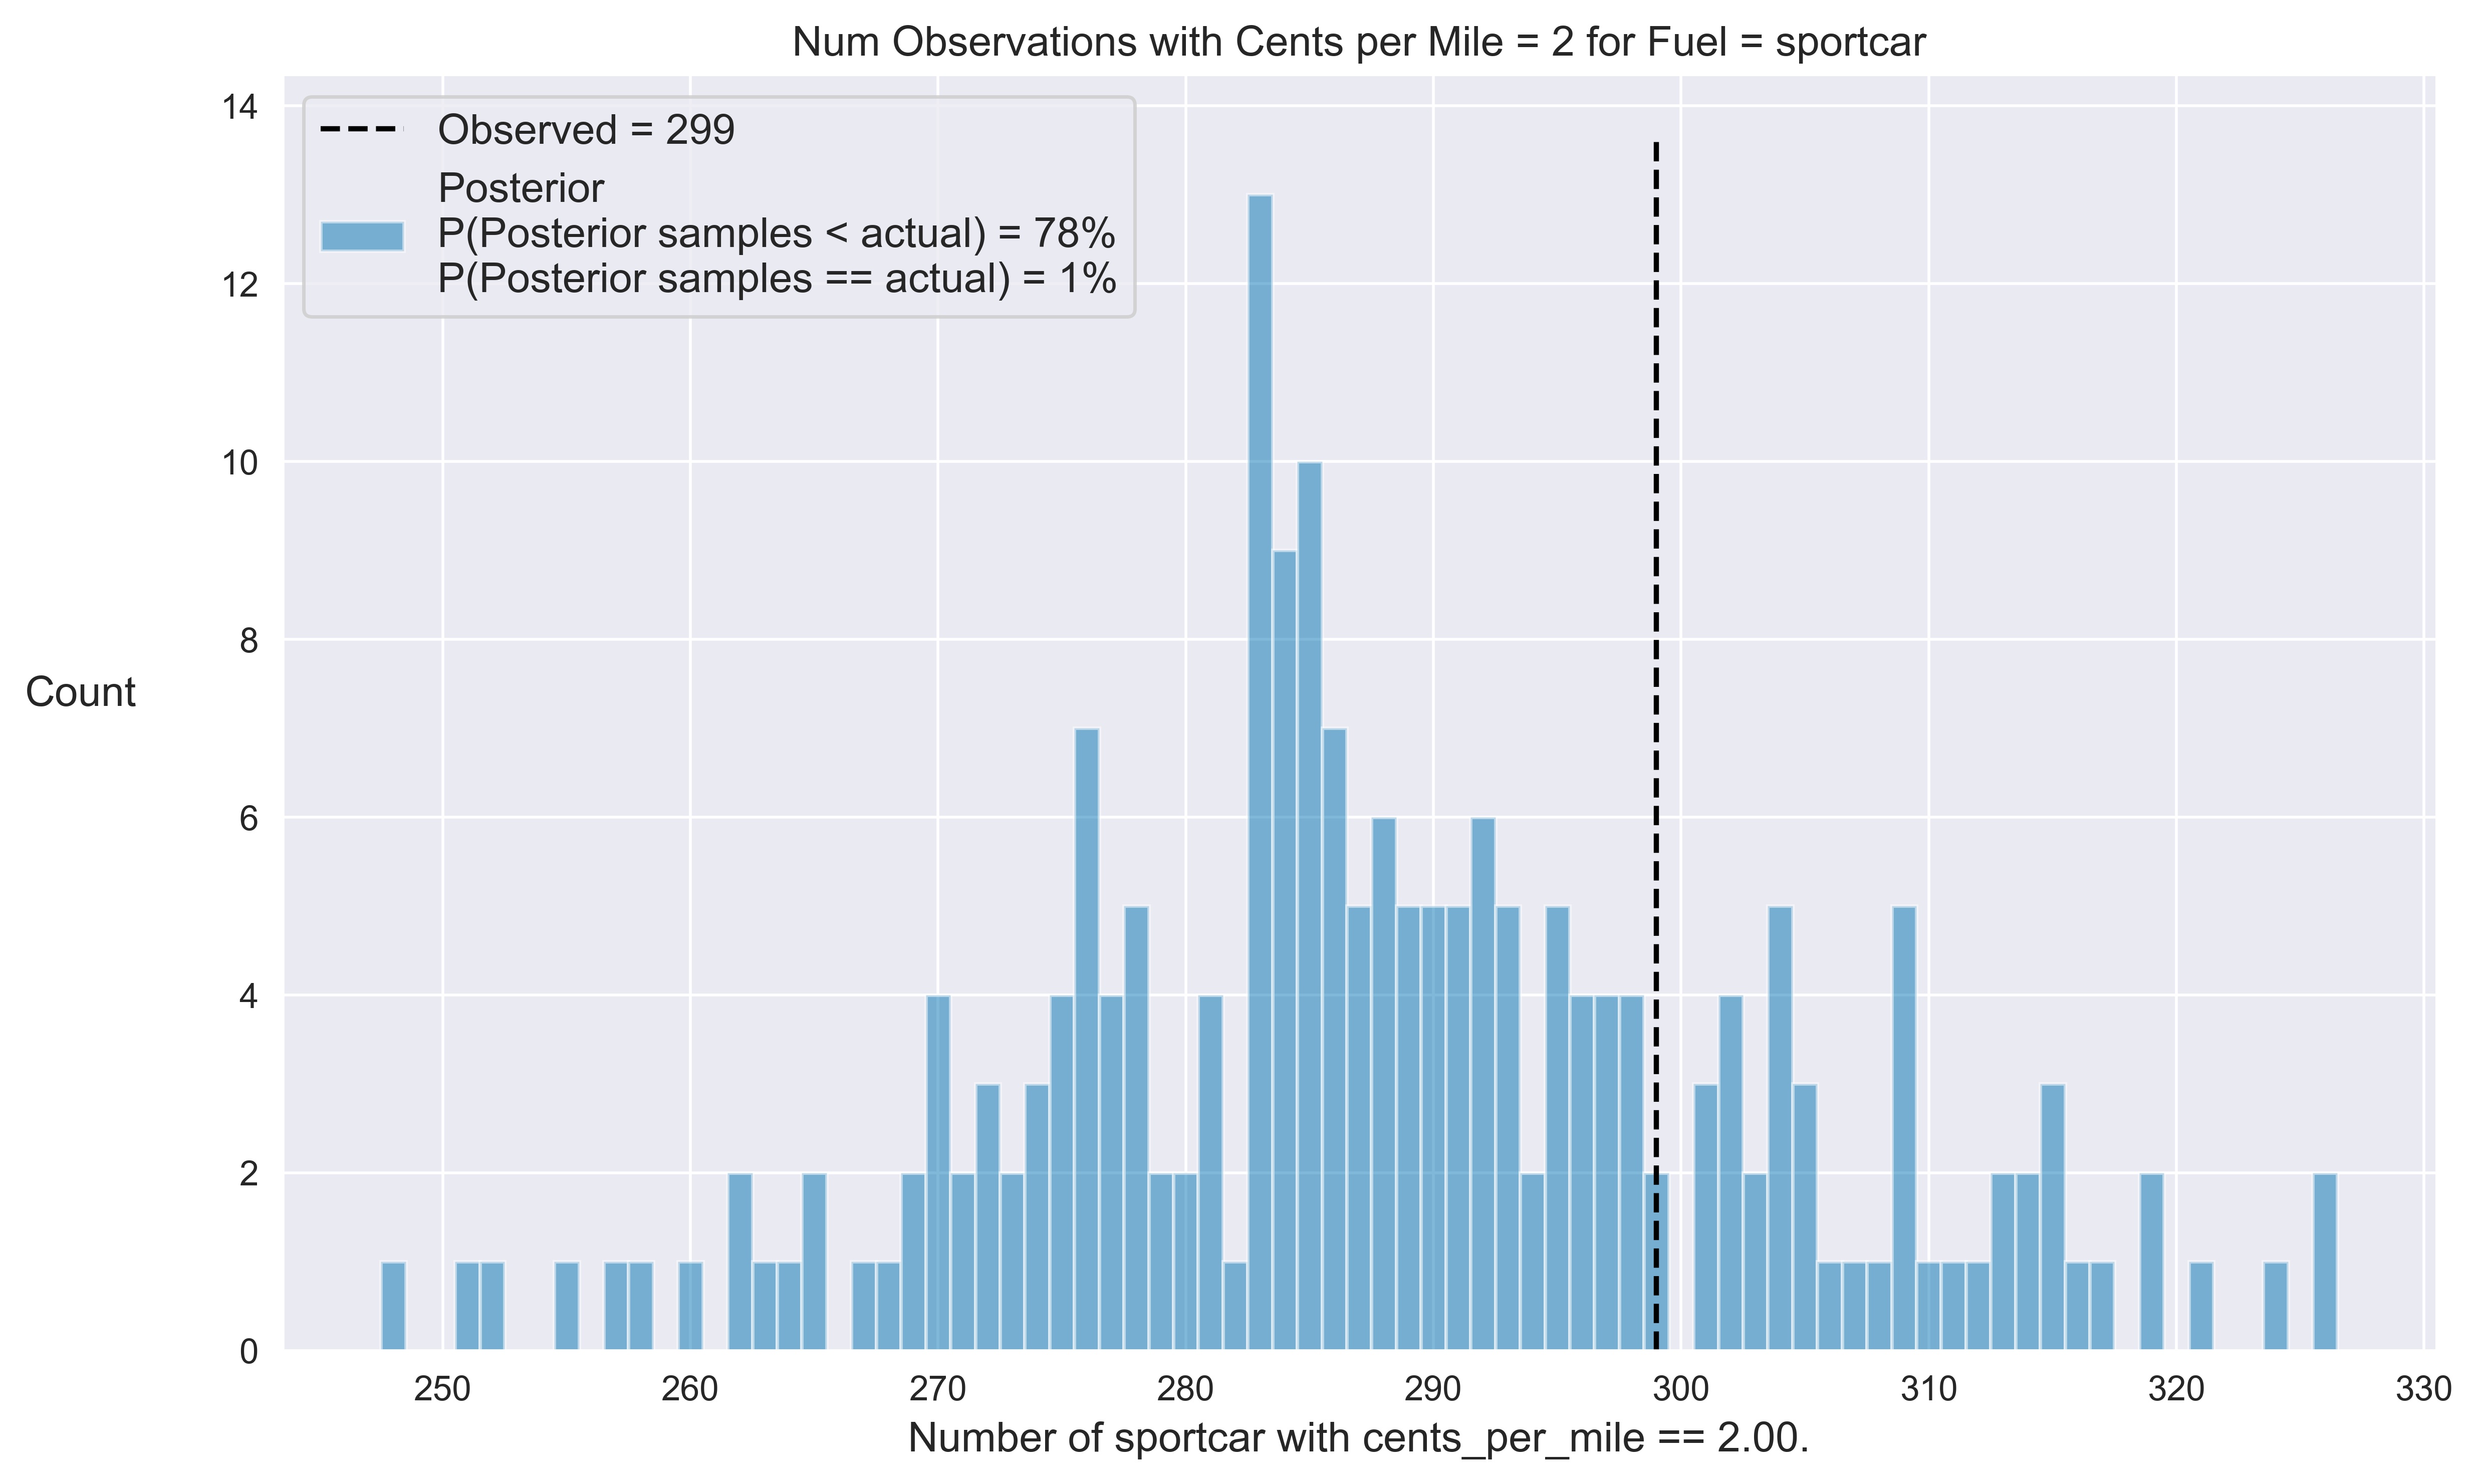 Num Observations with Cents per Mile = 2 for Fuel = sportcar
Observed = 299
Posterior
P(Posterior samples < actual) = 78%
P(Posterior samples == actual) = 1%
14
12
10
8
6
4
2
0
Count
250 260 270 280 290 300 310 320 330
Number of sportcar with cents_per_mile == 2.00.